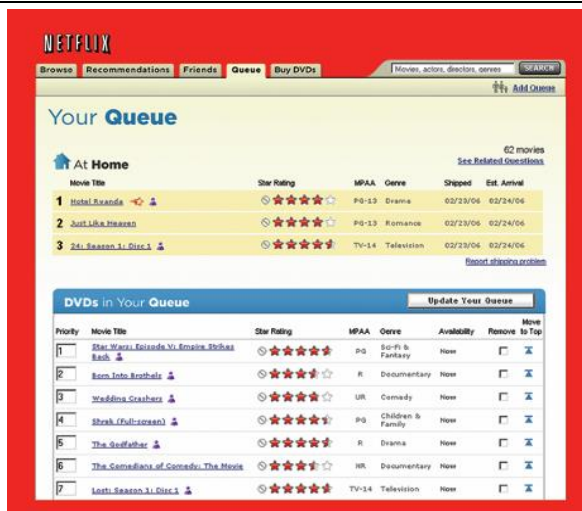 NETFLIX
Browse Recommendations Friends Queue Buy DVDs Movies, actors, directors, genres SEARCH
Add Queue
Your Queue
62 movies
At Home See Related Questions
Movie Title Star Rating MPAA Genre Shipped Est. Arrival
1 Hotel Rwanda PG-13 Drama 02/23/06 02/24/06
2 Just Like Heaven PG-13 Romance 02/23/06 02/24/06
3 24: Season 1: Disc 1 TV-14 Television 02/23/06 02/24/06
Report shipping problem
DVDs in Your Queue Update Your Queue
Priority Movie Title Star Rating MPAA Genre Availability Remove Move to Top
1 Star Wars: Episode V: Empire Strikes Back PG Sci-Fi & Fantasy Now
2 Born Into Brothels R Documentary Now
3 Wedding Crashers UR Comedy Now
4 Shrek (Full-screen) PG Children & Family Now
5 The Godfather R Drama Now
6 The Comedians of Comedy: The Movie NR Documentary Now
7 Lost: Season 1: Disc 1 TV-14 Television Now